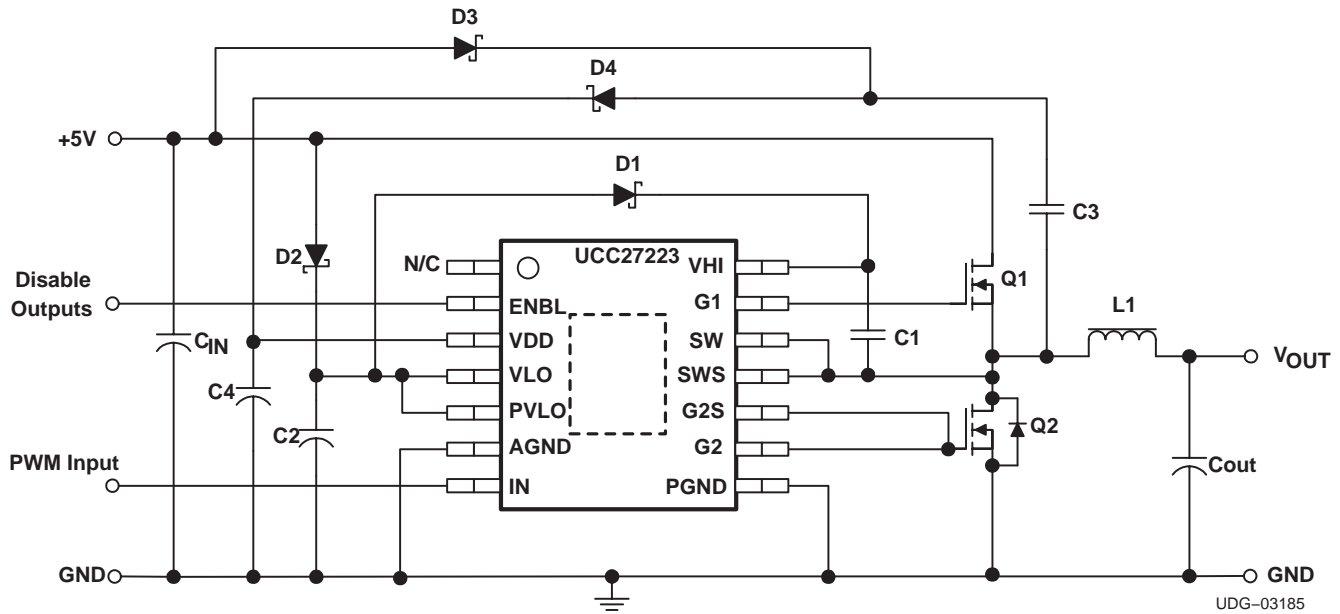 D3
D4
+5V
D1
C3
D2
N/C
UCC27223
VHI
Q1
Disable
Outputs
ENBL
G1
L1
CIN
VDD
SW
C1
VOUT
C4
VLO
SWS
C2
PVLO
G2S
Q2
PWM Input
AGND
G2
Cout
IN
PGND
GND
GND
UDG–03185